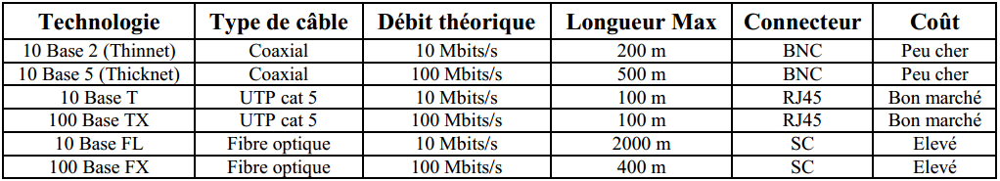 Technologie Type de câble Débit théorique Longueur Max Connecteur Coût
10 Base 2 (Thinnet) Coaxial 10 Mbits/s 200 m BNC Peu cher
10 Base 5 (Thicknet) Coaxial 100 Mbits/s 500 m BNC Peu cher
10 Base T UTP cat 5 10 Mbits/s 100 m RJ45 Bon marché
100 Base TX UTP cat 5 100 Mbits/s 100 m RJ45 Bon marché
10 Base FL Fibre optique 10 Mbits/s 2000 m SC Elevé
100 Base FX Fibre optique 100 Mbits/s 400 m SC Elevé